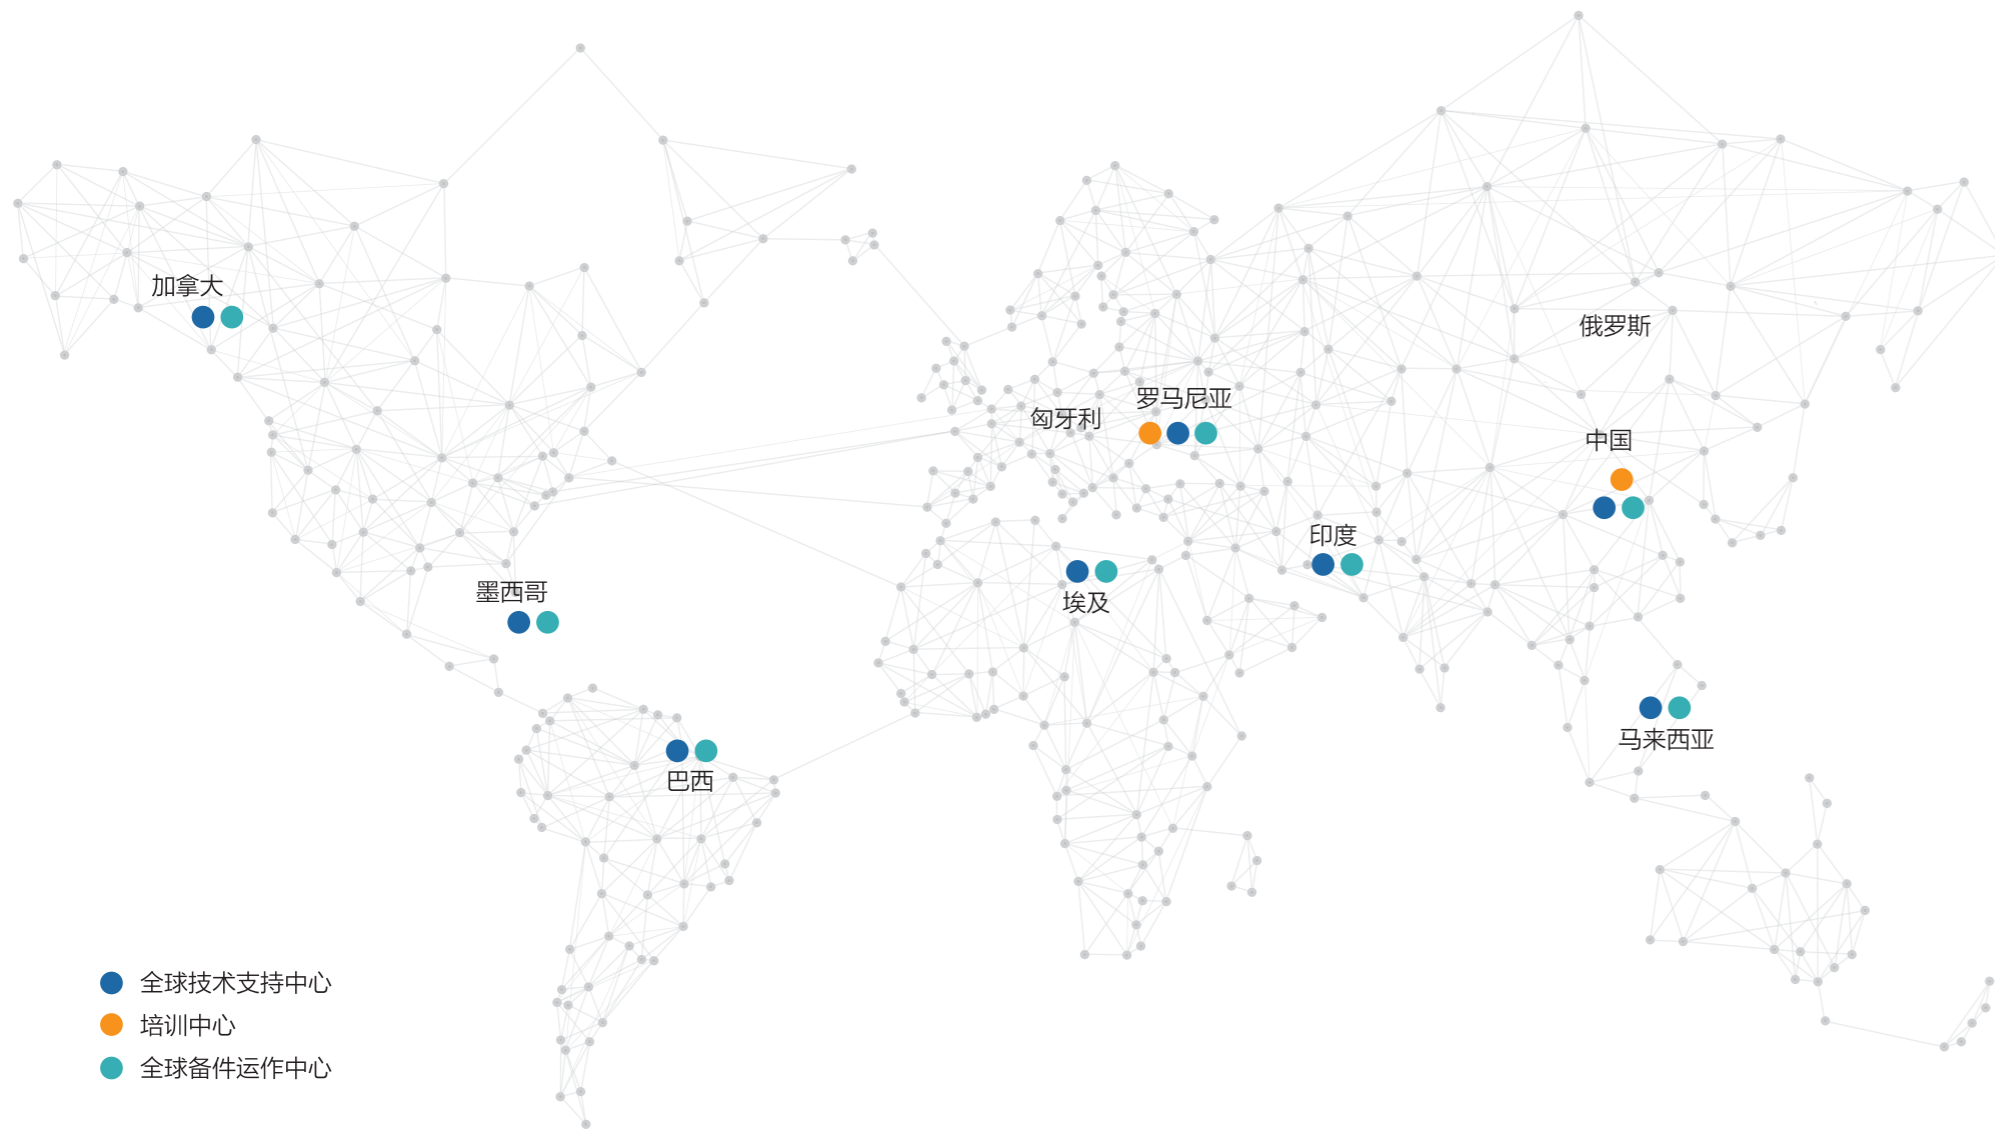 加拿大
俄罗斯
罗马尼亚
匈牙利
中国
印度
墨西哥
埃及
马来西亚
巴西
全球技术支持中心
培训中心
全球备件运作中心